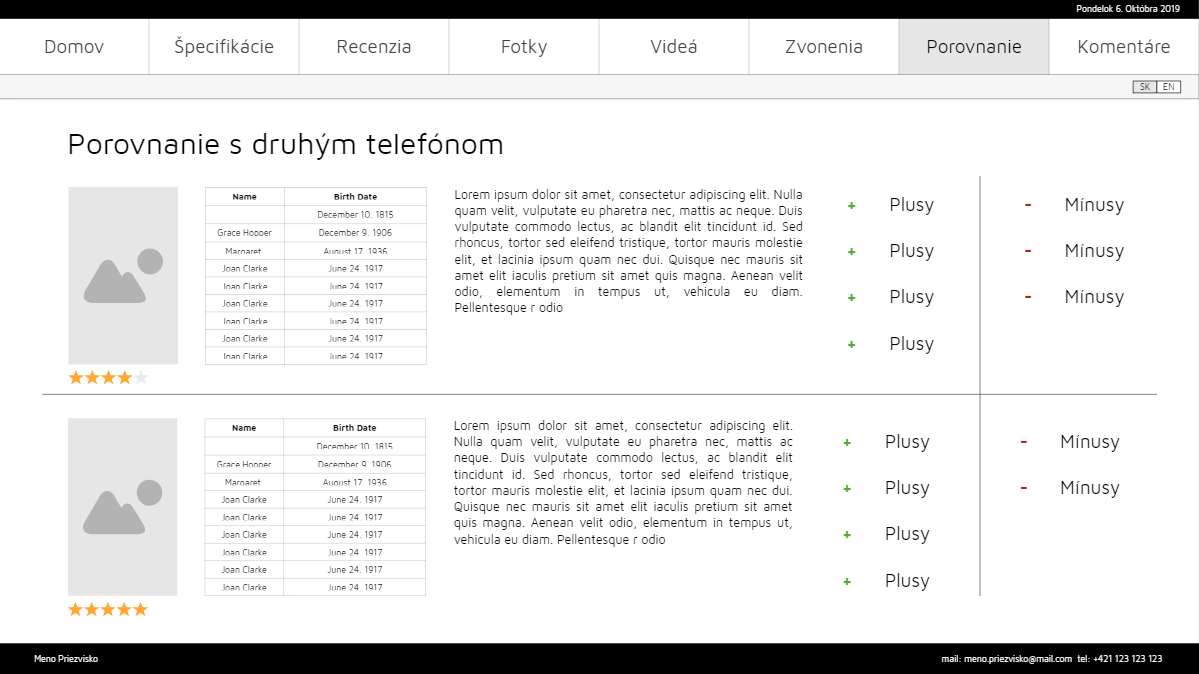 Pondelok 6. Októbra 2019
Domov Špecifikácie Recenzia Fotky Videá Zvonenia Porovnanie Komentáre
SK EN
Porovnanie s druhým telefónom
Name Birth Date
December 10, 1815
Grace Hopper December 9, 1906
Margaret August 17, 1936
Joan Clarke June 24, 1917
Joan Clarke June 24, 1917
Joan Clarke June 24, 1917
Joan Clarke June 24, 1917
Joan Clarke June 24, 1917
Joan Clarke June 24, 1917
Lorem ipsum dolor sit amet, consectetur adipiscing elit. Nulla
quam velit, vulputate eu pharetra nec, mattis ac neque. Duis
vulputate commodo lectus, ac blandit elit tincidunt id. Sed
rhoncus, tortor sed eleifend tristique, tortor mauris molestie
elit, et lacinia ipsum quam nec dui. Quisque nec mauris sit
amet elit iaculis pretium sit amet quis magna. Aenean velit
odio, elementum in tempus ut, vehicula eu diam.
Pellentesque r odio
+ Plusy
+ Plusy
+ Plusy
+ Plusy
- Mínusy
- Mínusy
- Mínusy
Name Birth Date
December 10, 1815
Grace Hopper December 9, 1906
Margaret August 17, 1936
Joan Clarke June 24, 1917
Joan Clarke June 24, 1917
Joan Clarke June 24, 1917
Joan Clarke June 24, 1917
Joan Clarke June 24, 1917
Joan Clarke June 24, 1917
Lorem ipsum dolor sit amet, consectetur adipiscing elit.
Nulla quam velit, vulputate eu pharetra nec, mattis ac
neque. Duis vulputate commodo lectus, ac blandit elit
tincidunt id. Sed rhoncus, tortor sed eleifend tristique,
tortor mauris molestie elit, et lacinia ipsum quam nec dui.
Quisque nec mauris sit amet elit iaculis pretium sit amet
quis magna. Aenean velit odio, elementum in tempus ut,
vehicula eu diam. Pellentesque r odio
+ Plusy
+ Plusy
+ Plusy
+ Plusy
- Mínusy
- Mínusy
Meno Priezvisko
mail: meno.priezvisko@mail.com tel: +421 123 123 123